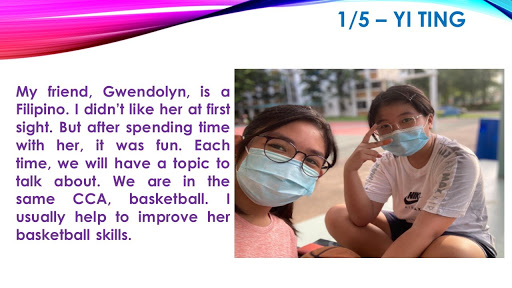 1/5 – YI TING
My friend, Gwendolyn, is a
Filipino. I didn't like her at first
sight. But after spending time
with her, it was fun. Each
time, we will have a topic to
talk about. We are in the
same CCA, basketball. I
usually help to improve her
basketball skills.
NIKE